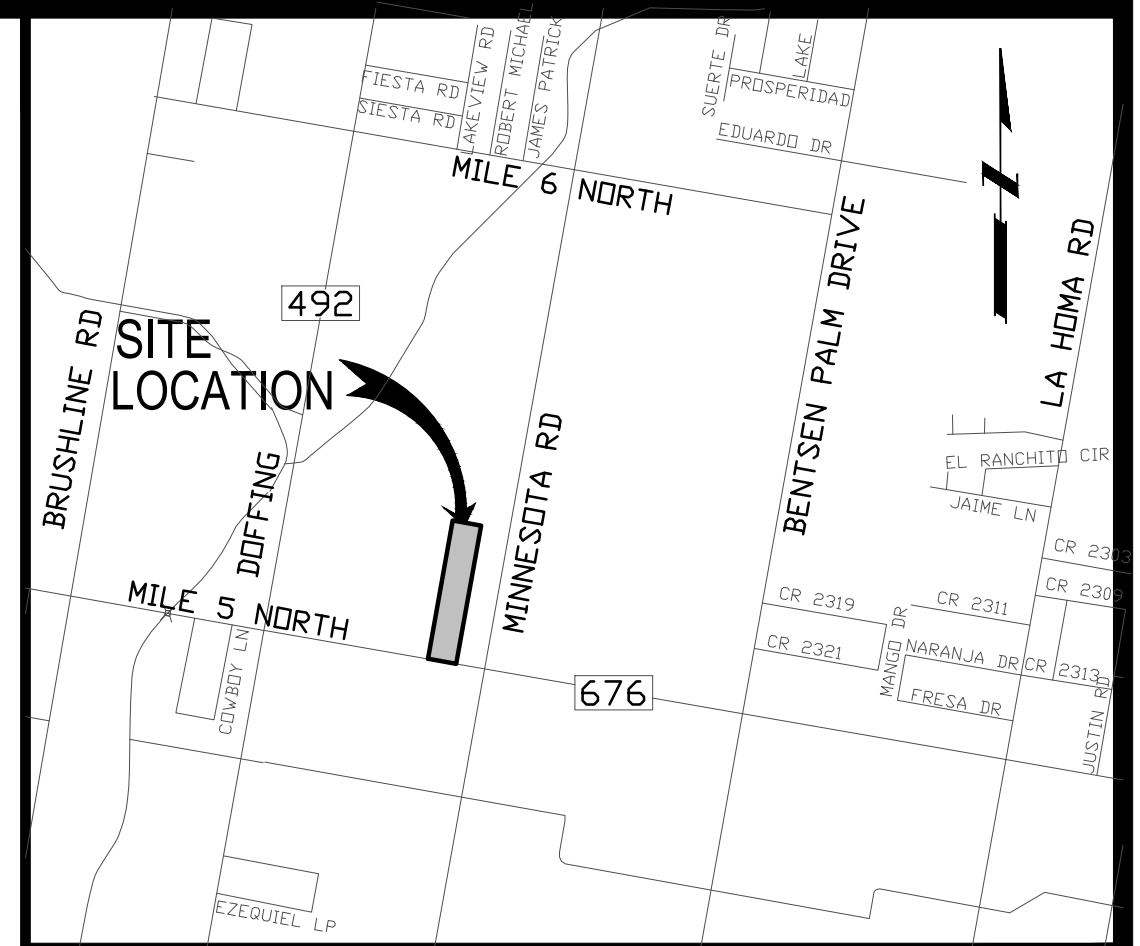 FIESTA RD
SIESTA RD
LAKEVIEW RD
ROBERT MICHAEL
JAMES PATRICK
SUERTE DR
LAKE
PROSPERIDAD
EDUARDO DR
MILE 6 NORTH
492
SITE
LOCATION
BRUSHLINE RD
DOFFING
MINNESOTA RD
BENTSEN PALM DRIVE
LA HOMA RD
EL RANCHITO CIR
JAIME LN
CR 2303
CR 2309
CR 2319
CR 2311
CR 2321
MANGO DR
NARANJA DR
CR 2313
FRESA DR
JUSTIN RD
MILE 5 NORTH
COWBOY LN
676
EZEQUIEL LP